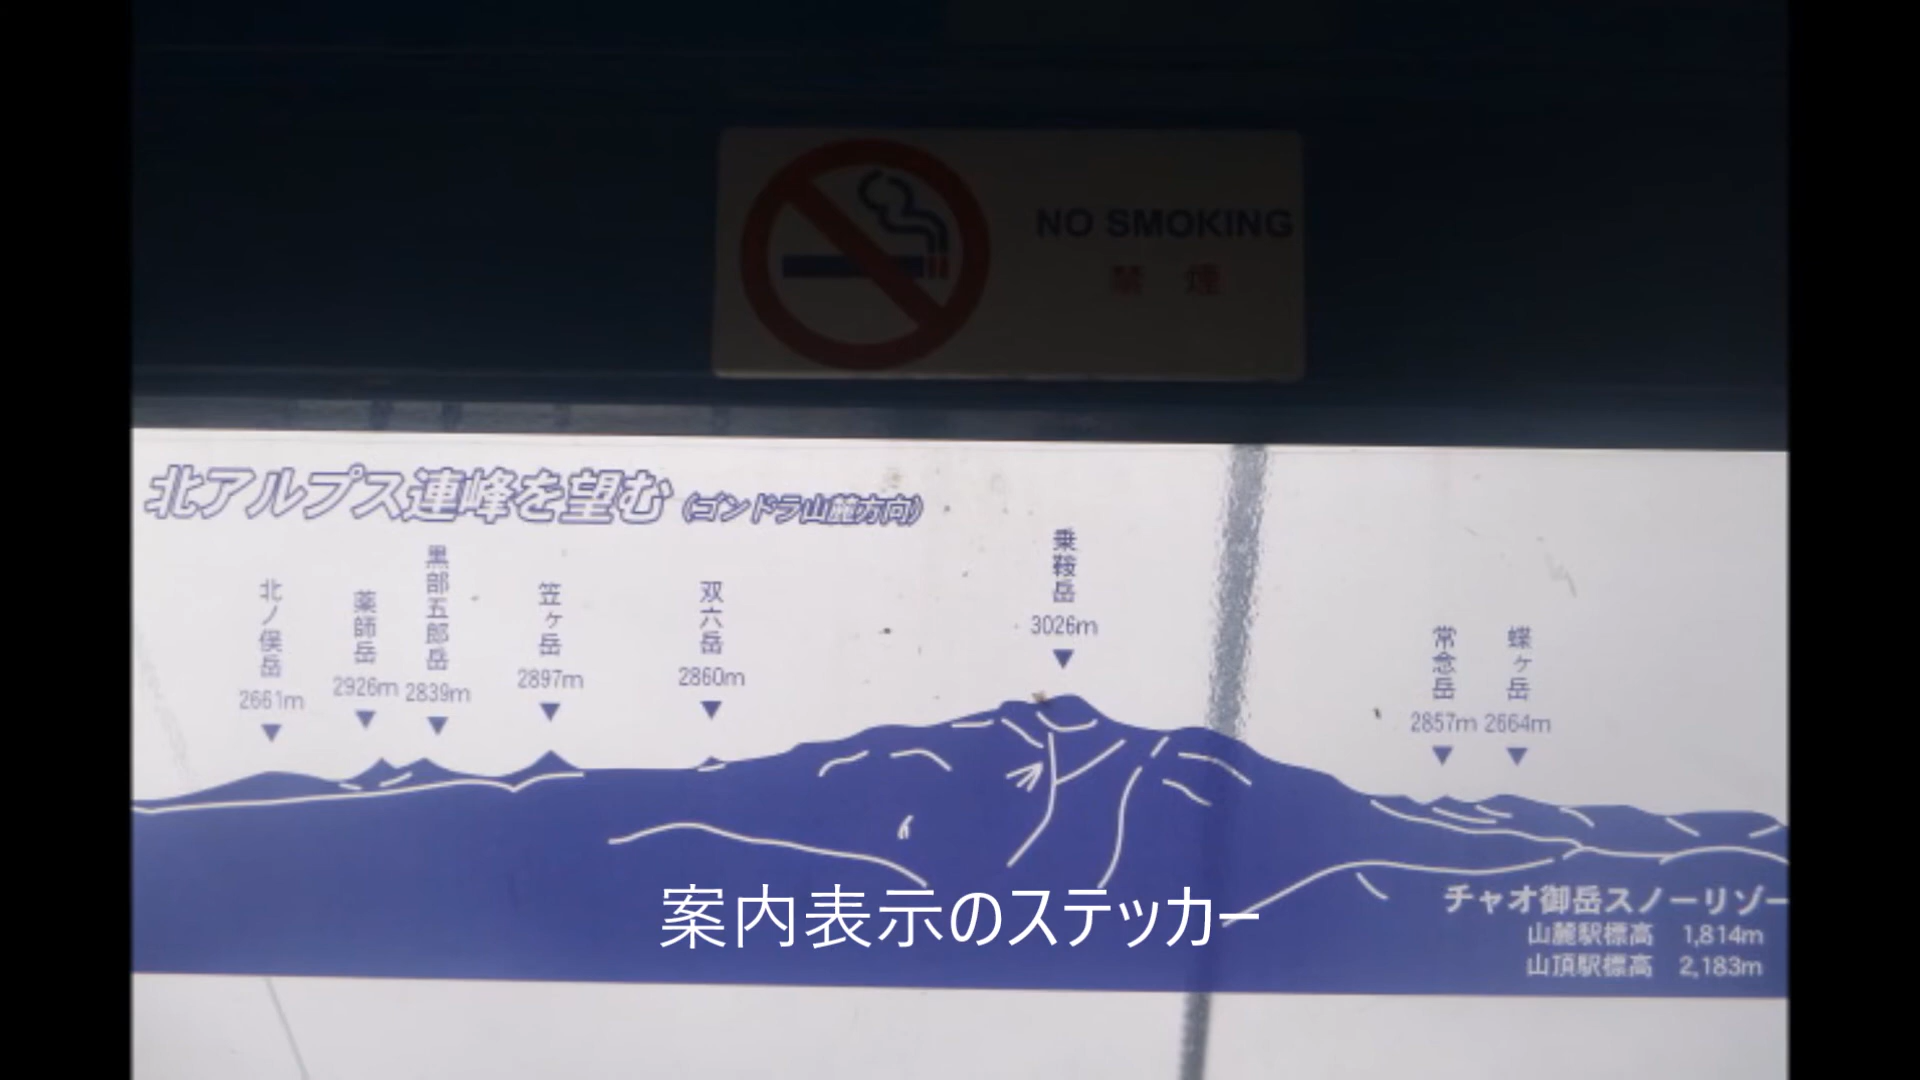 NO SMOKING
禁 煙
北アルプス連峰を望む (ゴンドラ山麓方向)
北ノ俣岳
2661m
薬師岳
2926m
黒部五郎岳
2839m
笠ヶ岳
2897m
双六岳
2860m
乗鞍岳
3026m
常念岳
2857m
蝶ヶ岳
2664m
案内表示のステッカー
チャオ御岳スノーリゾー
山麓駅標高 1,814m
山頂駅標高 2,183m